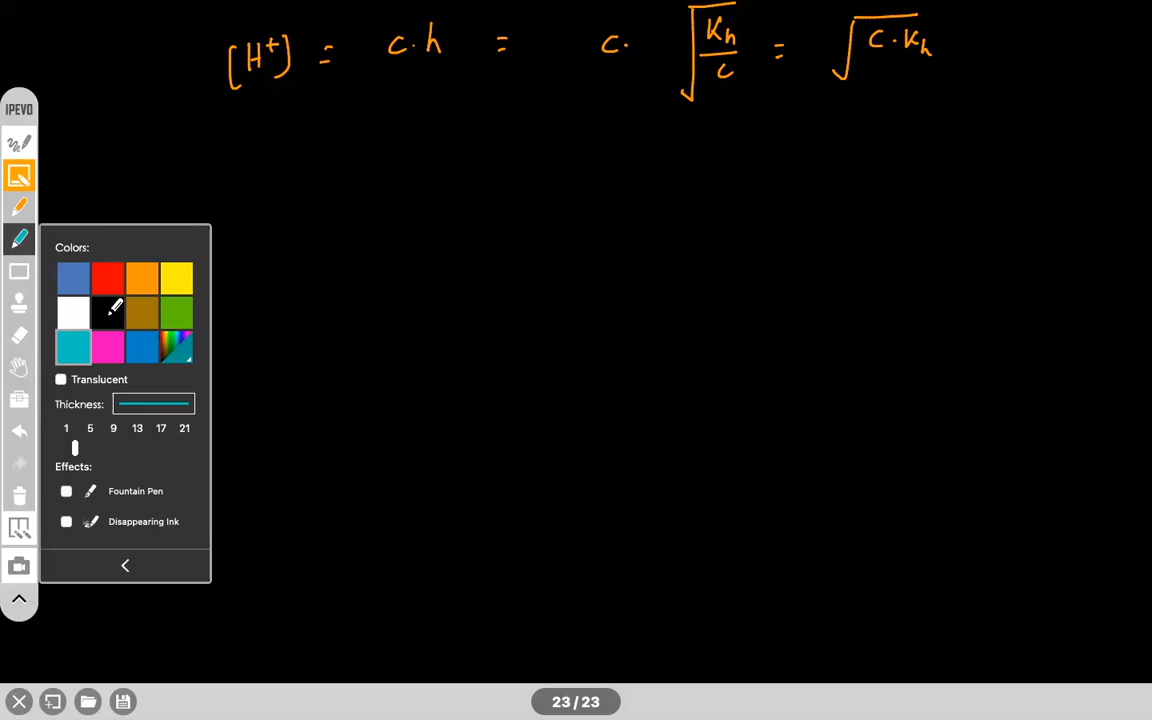 [H⁺] = c.h = c. √(Kh/c) = √(C.Kh)
IPEVO
Colors:
Translucent
Thickness:
1 5 9 13 17 21
Effects:
Fountain Pen
Disappearing Ink
23/23